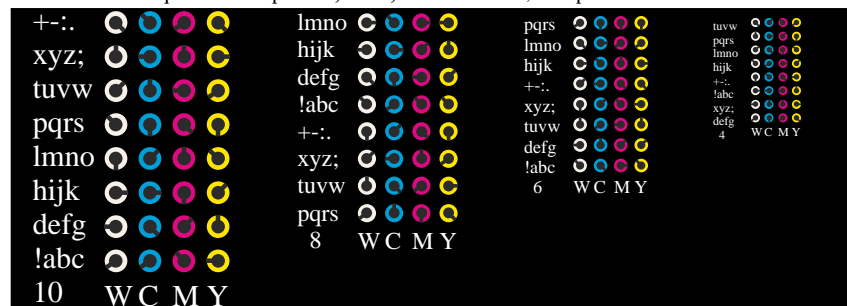 +-:.
xyz;
tuvw
pqrs
lmno
hijk
defg
!abc
10 W C M Y
lmno
hijk
defg
!abc
+-:.
xyz;
tuvw
pqrs
8 W C M Y
pqrs
lmno
hijk
+-:.
xyz;
tuvw
defg
!abc
6 W C M Y
tuvw
pqrs
lmno
hijk
+-:.
!abc
xyz;
defg
4 W C M Y